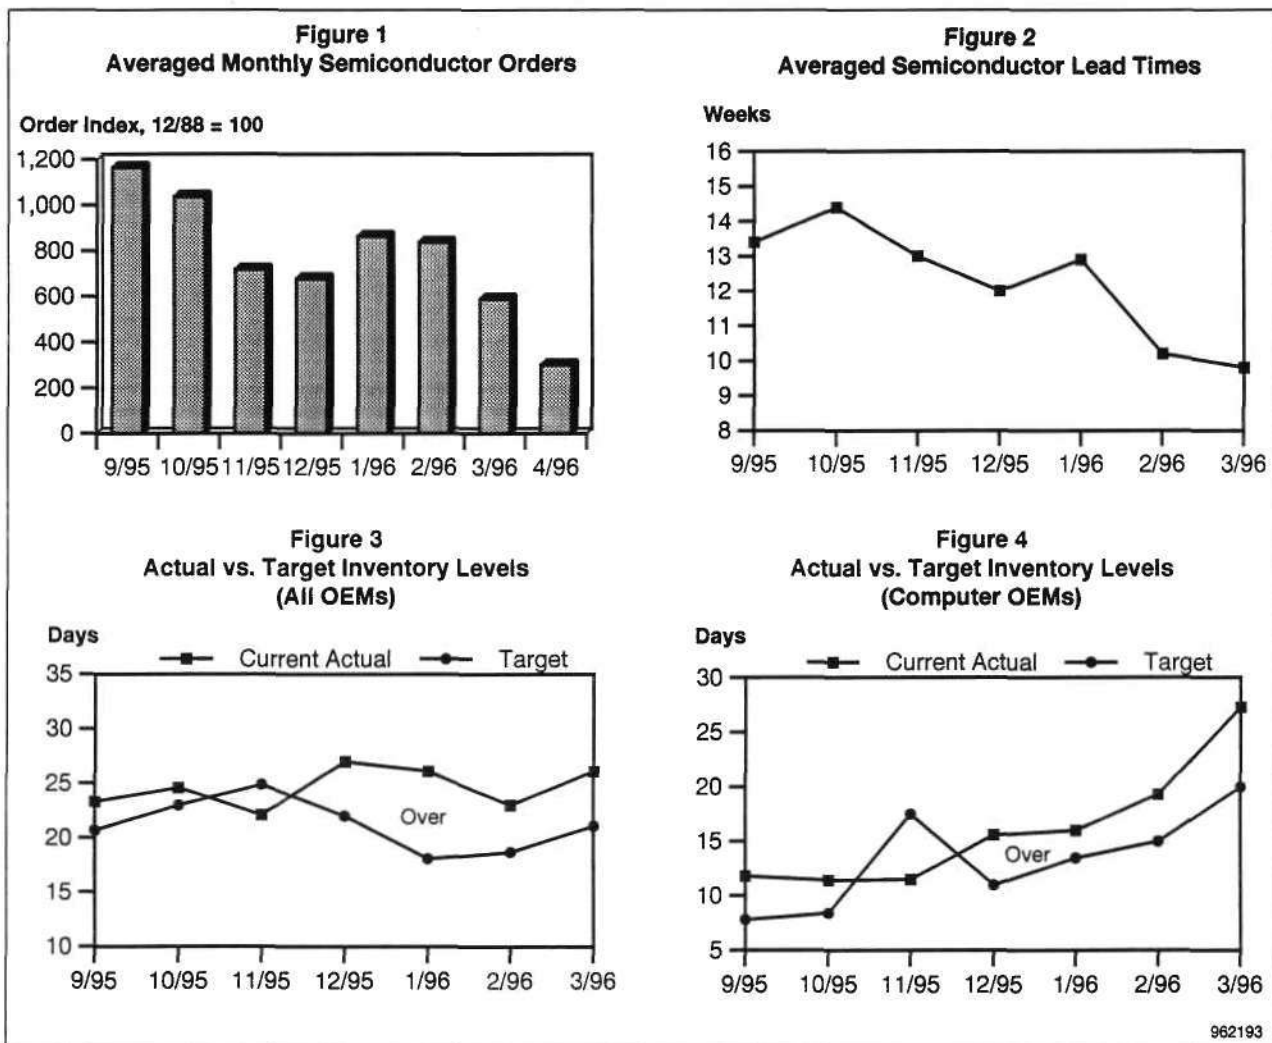 Figure 1
Averaged Monthly Semiconductor Orders
Order Index, 12/88 = 100
1,200
1,000
800
600
400
200
0
9/95 10/95 11/95 12/95 1/96 2/96 3/96 4/96
Figure 2
Averaged Semiconductor Lead Times
Weeks
16
15
14
13
12
11
10
9
8
9/95 10/95 11/95 12/95 1/96 2/96 3/96
Figure 3
Actual vs. Target Inventory Levels
(All OEMs)
Days
Current Actual Target
35
30
25
20
15
10
Over
9/95 10/95 11/95 12/95 1/96 2/96 3/96
Figure 4
Actual vs. Target Inventory Levels
(Computer OEMs)
Days
Current Actual Target
30
25
20
15
10
5
Over
9/95 10/95 11/95 12/95 1/96 2/96 3/96
962193